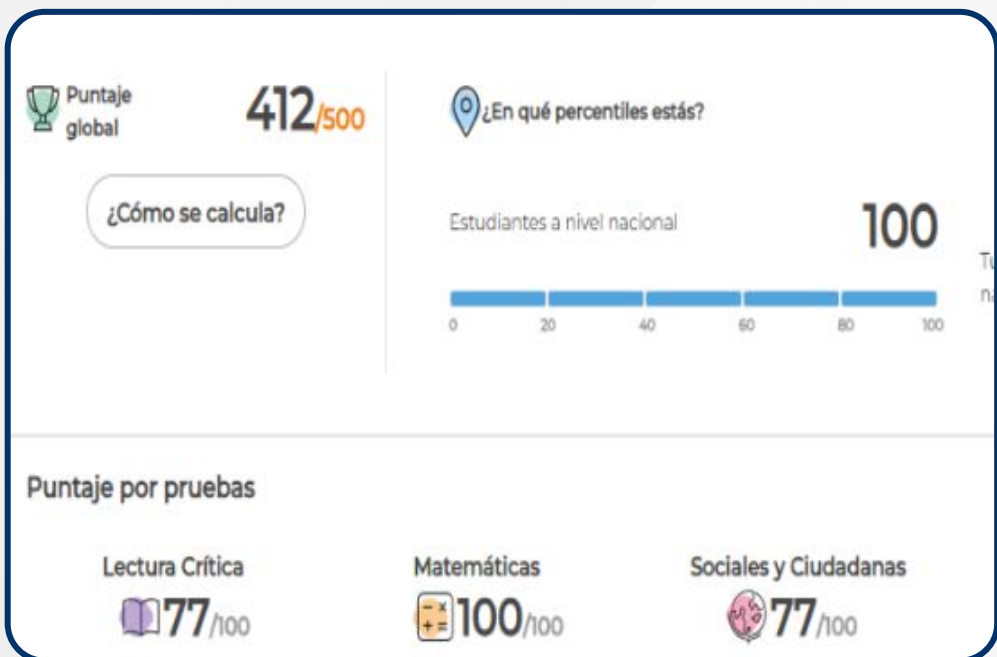 Puntaje
global
412/500
¿Cómo se calcula?
¿En qué percentiles estás?
Estudiantes a nivel nacional
100
0 20 40 60 80 100
Puntaje por pruebas
Lectura Crítica
77/100
Matemáticas
100/100
Sociales y Ciudadanas
77/100